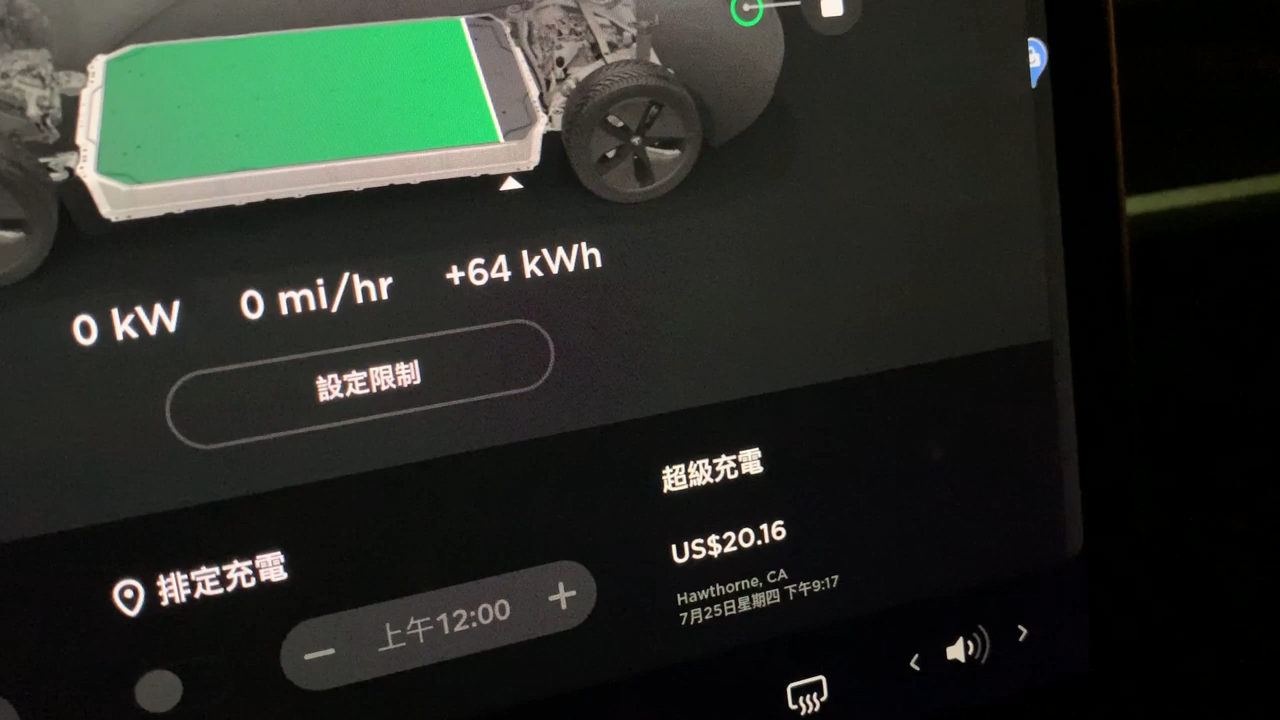 0 kW 0 mi/hr +64 kWh
設定限制
超級充電
US$20.16
Hawthorne, CA
7月25日星期四 下午9:17
排定充電
上午12:00